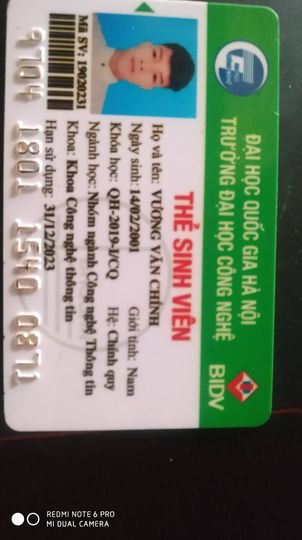 ĐẠI HỌC QUỐC GIA HÀ NỘI
TRƯỜNG ĐẠI HỌC CÔNG NGHỆ
BIDV
THẺ SINH VIÊN
Họ và tên: VƯƠNG VĂN CHÍNH
Ngày sinh: 14/02/2001 Giới tính: Nam
Khóa học: QH-2019-I/CQ Hệ: Chính quy
Ngành học: Nhóm ngành Công nghệ Thông tin
Khoa: Khoa Công nghệ thông tin
Hạn sử dụng: 31/12/2023
Mã SV: 19020231
9704 1801 1540 0871
REDMI NOTE 6 PRO
MI DUAL CAMERA